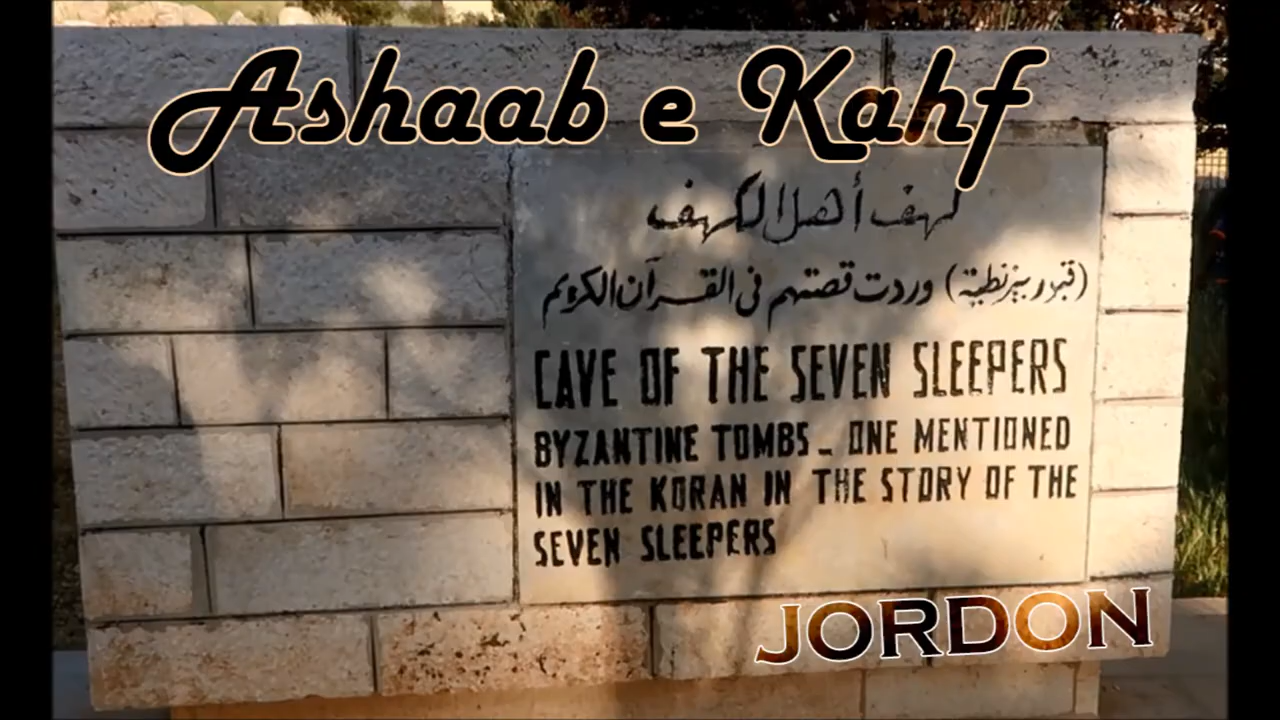 Ashaab e Kahf
كهف أهل الكهف
(قبور بيزنطية) وردت قصتهم في القرآن الكريم
CAVE OF THE SEVEN SLEEPERS
BYZANTINE TOMBS - ONE MENTIONED
IN THE KORAN IN THE STORY OF THE
SEVEN SLEEPERS
JORDON